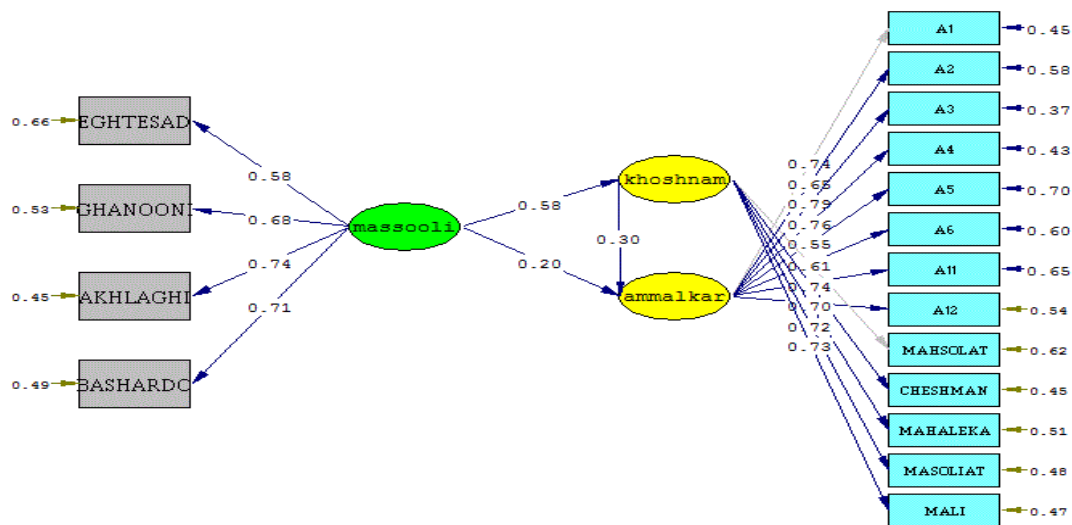 A1 0.45
A2 0.58
EGHTESAD 0.66
A3 0.37
A4 0.43
0.74
khoshnam
0.58
0.65
A5 0.70
0.53 GHANOONI
0.68
0.58
0.79
massooli
0.76
A6 0.60
0.30
0.55
0.74
0.20
0.61
A11 0.65
0.45 AKHLAGHI
ammalkar
0.74
0.71
0.70
A12 0.54
0.72
0.73
MAHSOLAT 0.62
0.49 BASHARDO
CHESHMAN 0.45
MAHALEKA 0.51
MASOLIAT 0.48
MALI 0.47